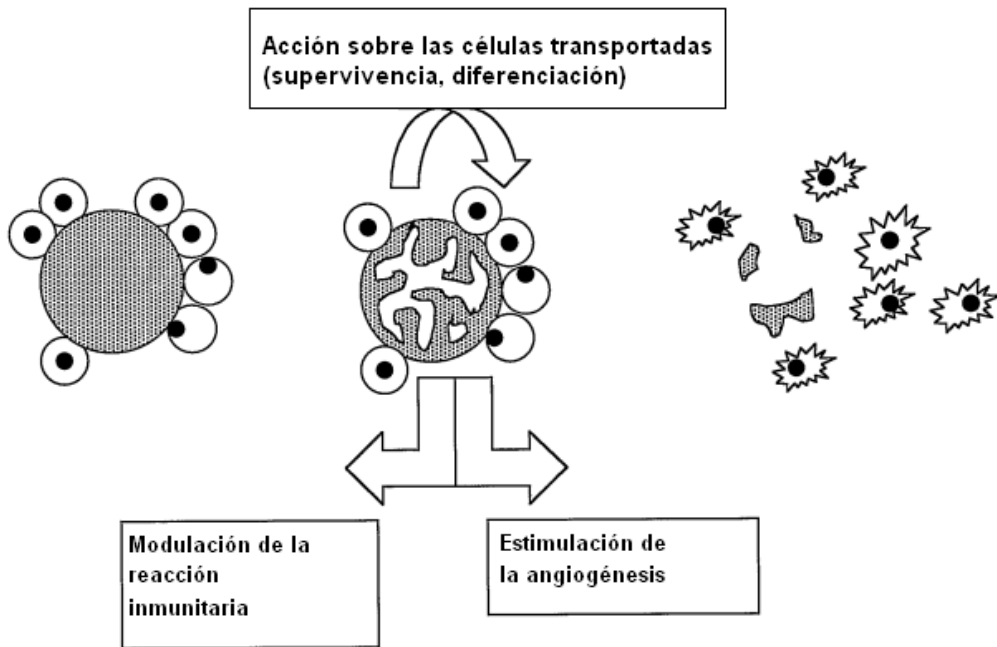 Acción sobre las células transportadas
(supervivencia, diferenciación)
Modulación de la
reacción
inmunitaria
Estimulación de
la angiogénesis